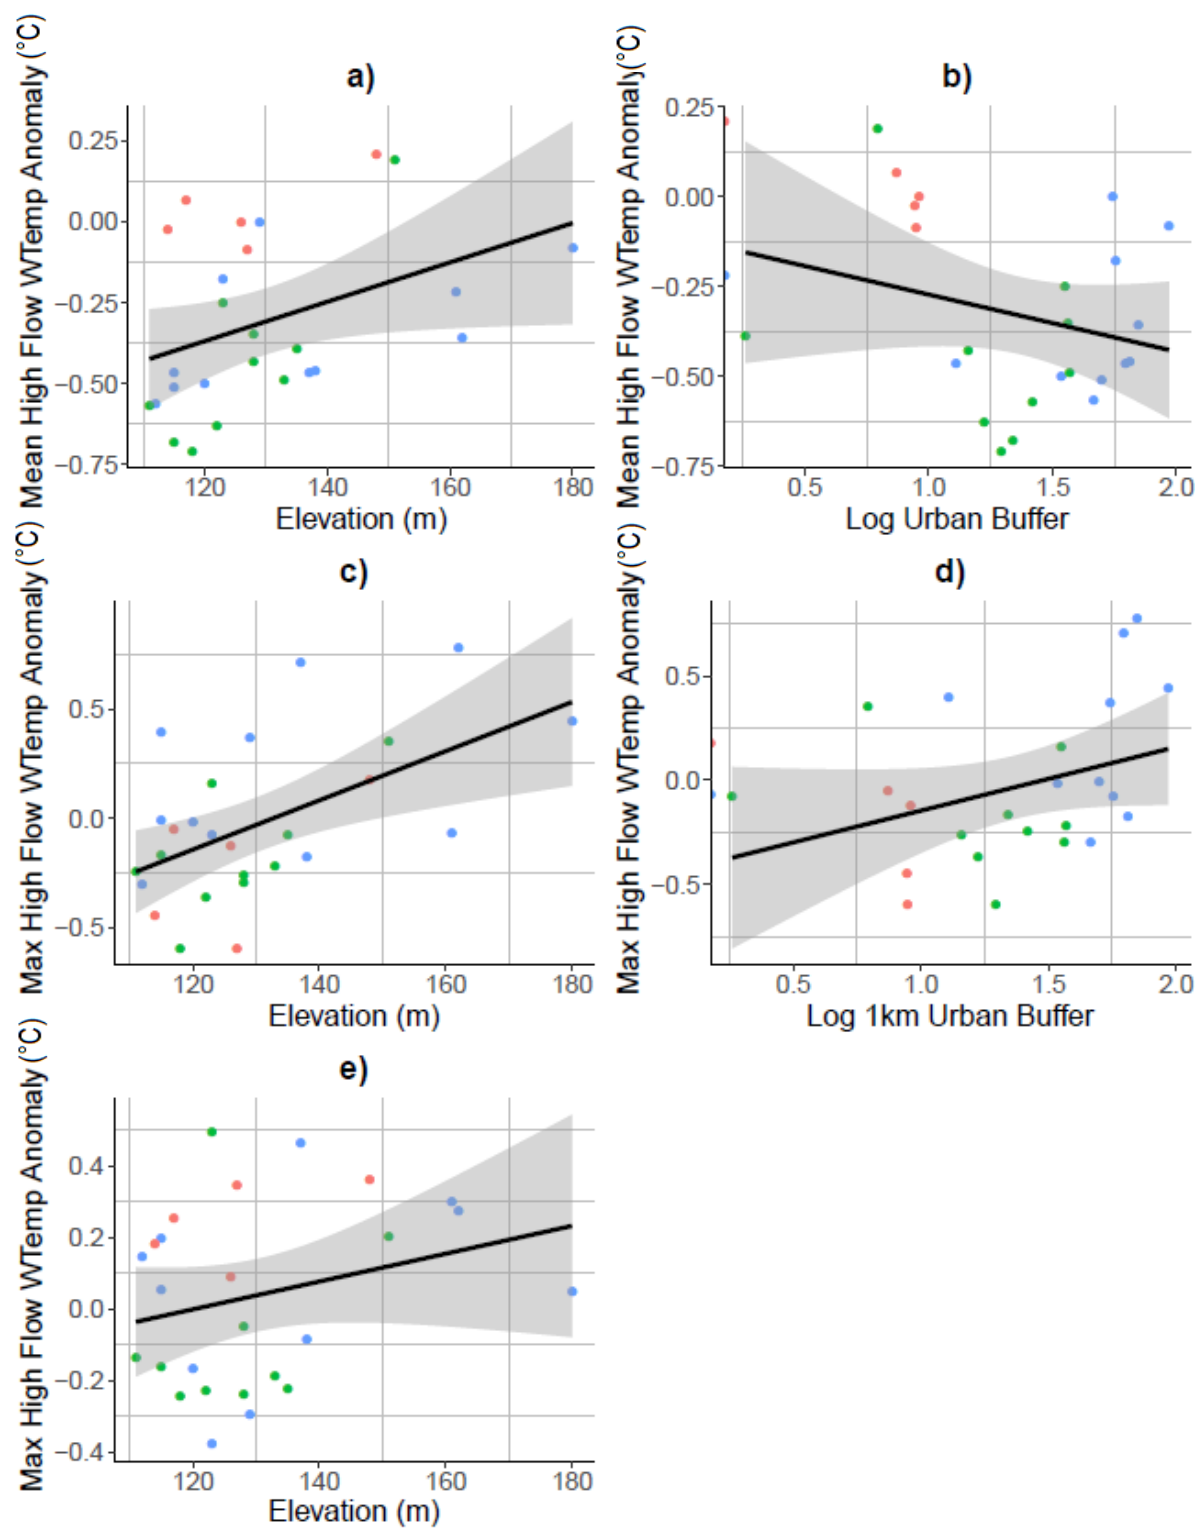 a)
Mean High Flow WTemp Anomaly (°C)
0.25
0.00
−0.25
−0.50
−0.75
120 140 160 180
Elevation (m)
b)
Mean High Flow WTemp Anomaly(°C)
0.25
0.00
−0.25
−0.50
−0.75
0.5 1.0 1.5 2.0
Log Urban Buffer
c)
Max High Flow WTemp Anomaly (°C)
0.5
0.0
−0.5
120 140 160 180
Elevation (m)
d)
Max High Flow WTemp Anomaly (°C)
0.5
0.0
−0.5
0.5 1.0 1.5 2.0
Log 1km Urban Buffer
e)
Max High Flow WTemp Anomaly (°C)
0.4
0.2
0.0
−0.2
−0.4
120 140 160 180
Elevation (m)